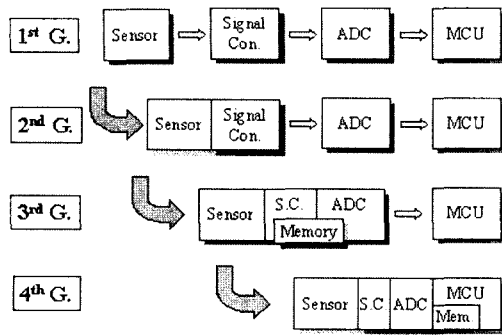 1st G.
Sensor
Signal
Con.
ADC
MCU
2nd G.
Sensor
Signal
Con.
ADC
MCU
3rd G.
Sensor
S.C.
ADC
Memory
MCU
4th G.
Sensor
S.C
ADC
MCU
Mem.